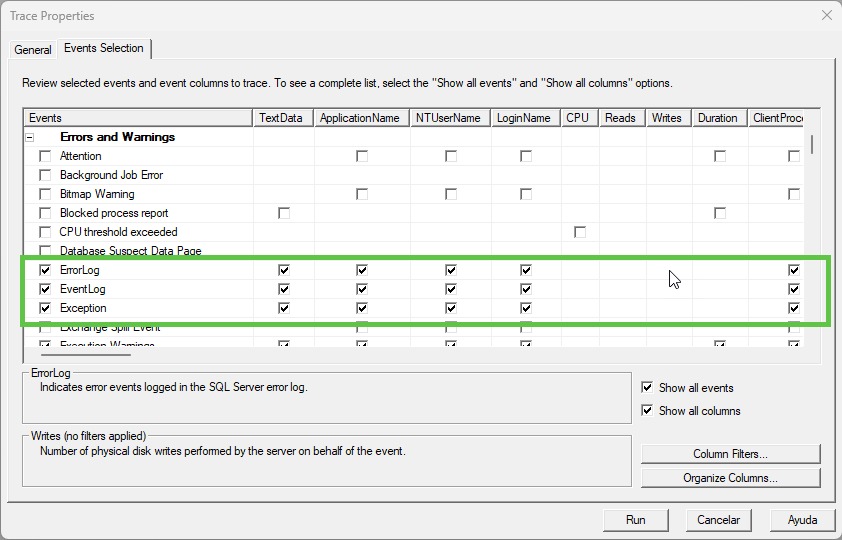 Trace Properties
General Events Selection
Review selected events and event columns to trace. To see a complete list, select the "Show all events" and "Show all columns" options.
Events TextData ApplicationName NTUserName LoginName CPU Reads Writes Duration ClientProce
Errors and Warnings
Attention
Background Job Error
Bitmap Warning
Blocked process report
CPU threshold exceeded
Database Suspect Data Page
ErrorLog
EventLog
Exception
Exchange Spill Event
Execution Warnings
ErrorLog
Indicates error events logged in the SQL Server error log.
Show all events
Show all columns
Writes (no filters applied)
Number of physical disk writes performed by the server on behalf of the event.
Column Filters...
Organize Columns...
Run Cancelar Ayuda